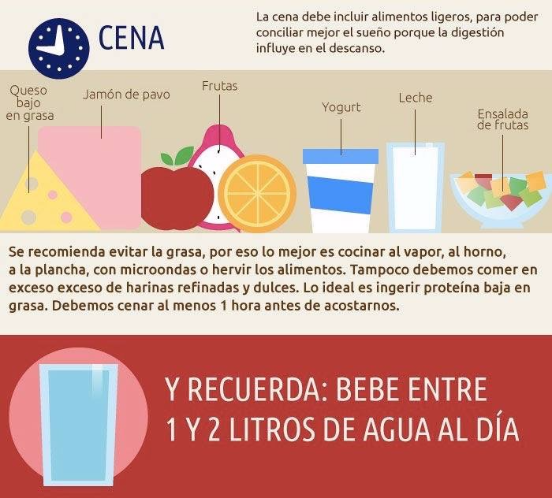 CENA
La cena debe incluir alimentos ligeros, para poder
conciliar mejor el sueño porque la digestión
influye en el descanso.
Queso
bajo
en grasa
Jamón de pavo
Frutas
Yogurt
Leche
Ensalada
de frutas
Se recomienda evitar la grasa, por eso lo mejor es cocinar al vapor, al horno,
a la plancha, con microondas o hervir los alimentos. Tampoco debemos comer en
exceso exceso de harinas refinadas y dulces. Lo ideal es ingerir proteína baja en
grasa. Debemos cenar al menos 1 hora antes de acostarnos.
Y RECUERDA: BEBE ENTRE
1 Y 2 LITROS DE AGUA AL DÍA